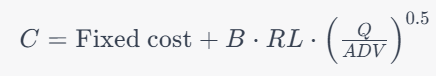 C = Fixed cost + B · RL · (Q/ADV)^0.5